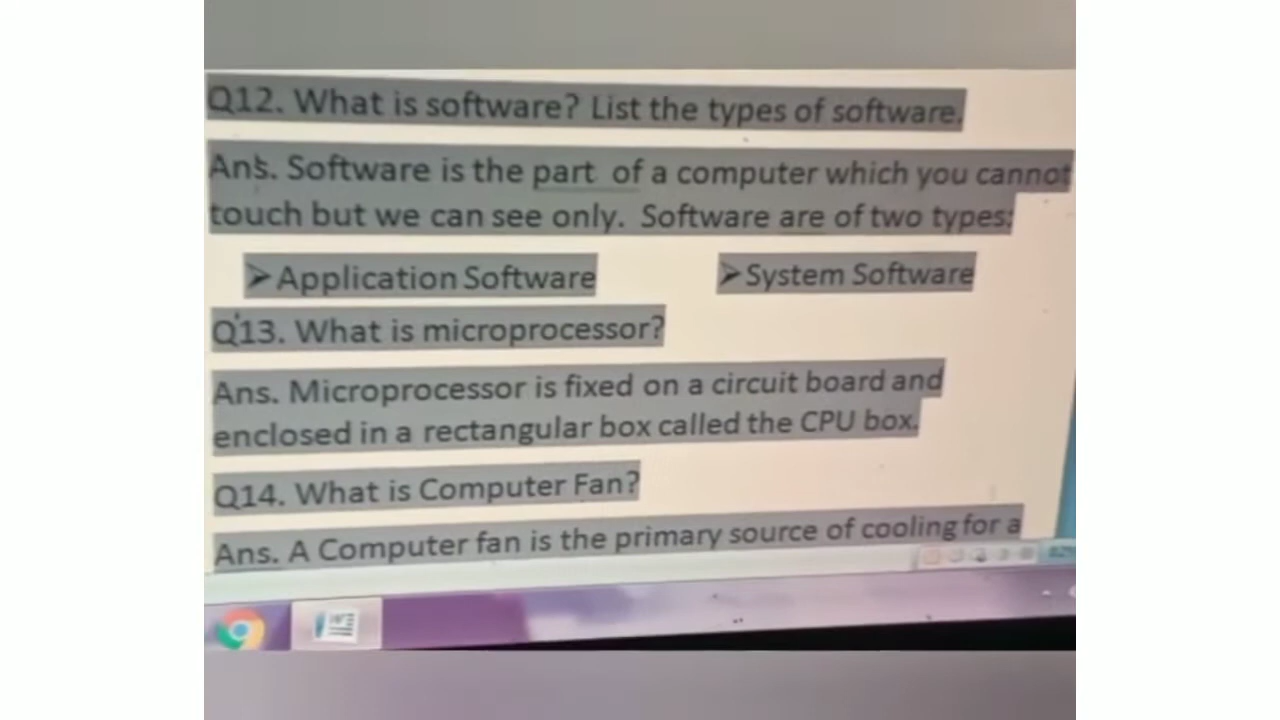 Q12. What is software? List the types of software.
Ans. Software is the part of a computer which you cannot
touch but we can see only. Software are of two types:
➢Application Software ➢System Software
Q13. What is microprocessor?
Ans. Microprocessor is fixed on a circuit board and
enclosed in a rectangular box called the CPU box.
Q14. What is Computer Fan?
Ans. A Computer fan is the primary source of cooling for a